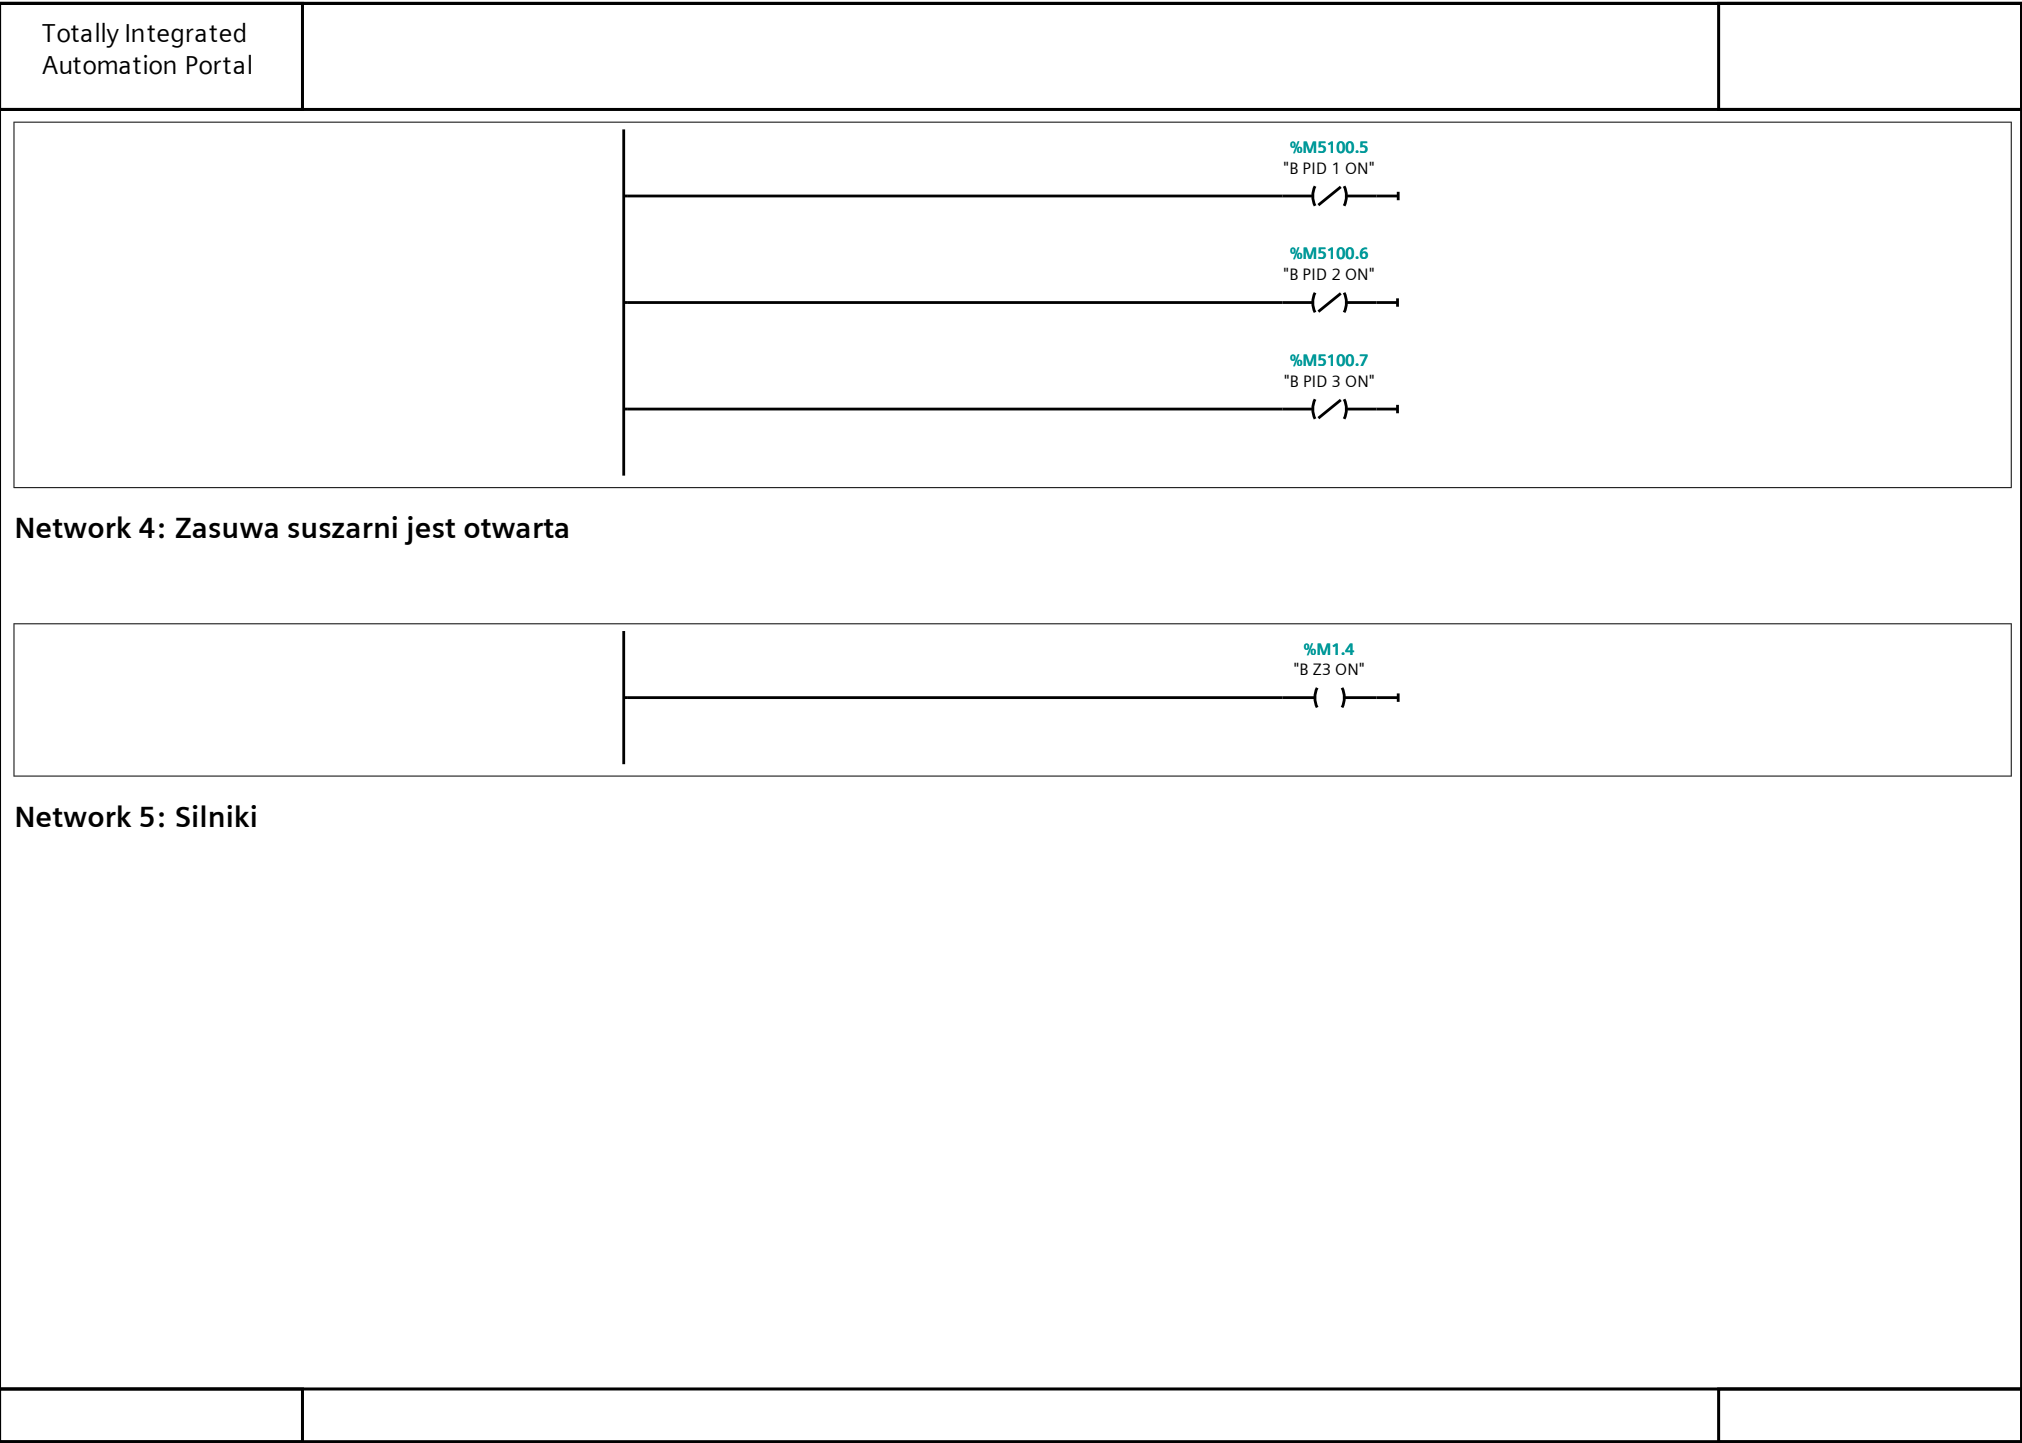 Totally Integrated
Automation Portal
%M5100.5
"B PID 1 ON"
%M5100.6
"B PID 2 ON"
%M5100.7
"B PID 3 ON"
Network 4: Zasuwa suszarni jest otwarta
%M1.4
"B Z3 ON"
Network 5: Silniki